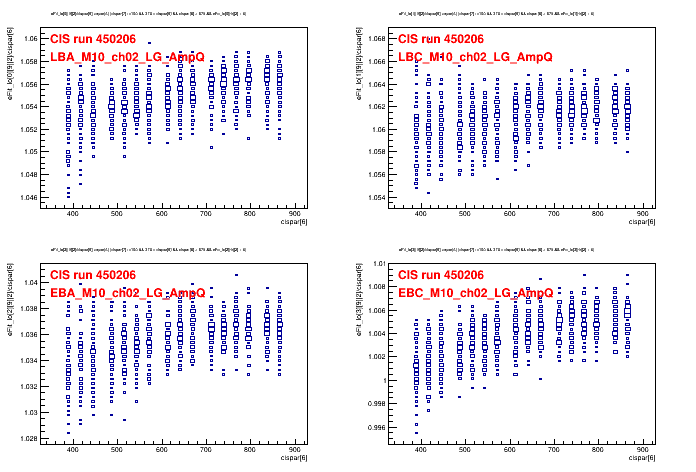 CIS run 450206
LBA_M10_ch02_LG_AmpQ
1.06
1.058
1.056
1.054
1.052
1.05
1.048
1.046
400 500 600 700 800 900
cispar[6]
CIS run 450206
LBC_M10_ch02_LG_AmpQ
1.068
1.066
1.064
1.062
1.06
1.058
1.056
1.054
400 500 600 700 800 900
cispar[6]
CIS run 450206
EBA_M10_ch02_LG_AmpQ
1.04
1.038
1.036
1.034
1.032
1.03
1.028
400 500 600 700 800 900
cispar[6]
CIS run 450206
EBC_M10_ch02_LG_AmpQ
1.01
1.008
1.006
1.004
1.002
1
0.998
0.996
400 500 600 700 800 900
cispar[6]